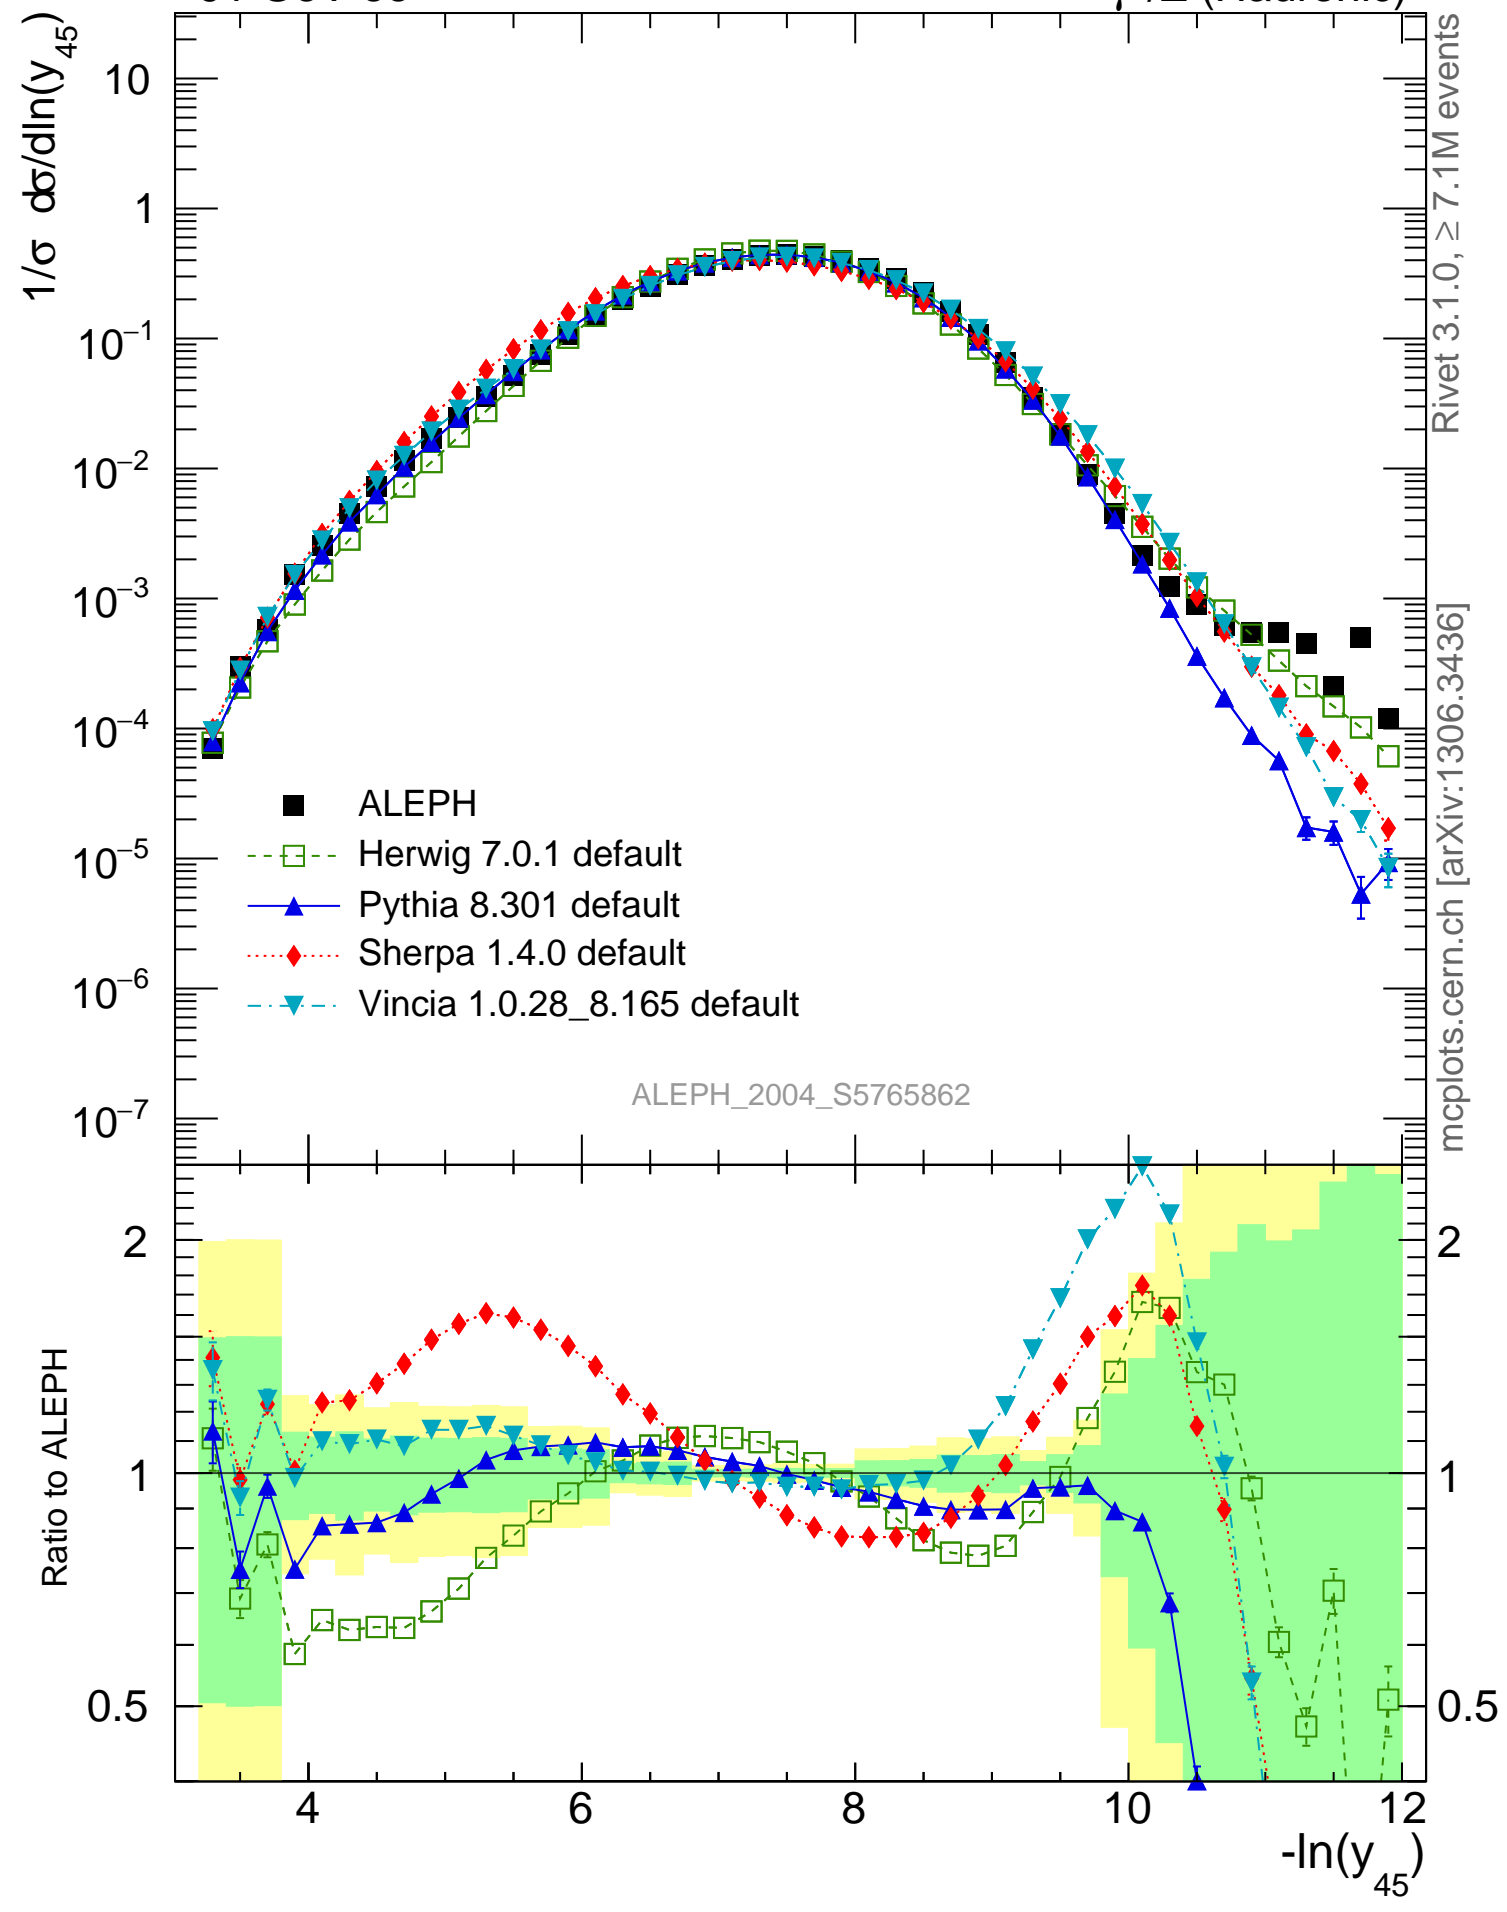 1/σ dσ/dln(y45)
10
1
10−1
10−2
10−3
10−4
10−5
10−6
10−7
ALEPH
Herwig 7.0.1 default
Pythia 8.301 default
Sherpa 1.4.0 default
Vincia 1.0.28_8.165 default
ALEPH_2004_S5765862
Rivet 3.1.0, ≥ 7.1M events
mcplots.cern.ch [arXiv:1306.3436]
Ratio to ALEPH
2
1
0.5
2
1
0.5
4
6
8
10
12
-ln(y45)